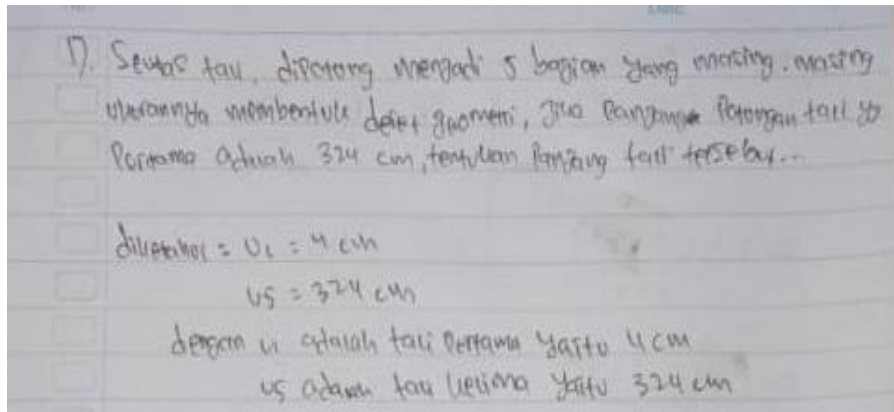 1). Seutas tali dipotong menjadi 5 bagian yang masing-masing
ukurannya membentuk deret geometri, jika panjang potongan tali yg
Pertama adalah 324 cm, tentukan Panjang tali tersebut...
diketahui = U1 = 4 cm
U5 = 324 cm
dengan u adalah tali Pertama yaitu 4 cm
u5 adalah tali kelima yaitu 324 cm